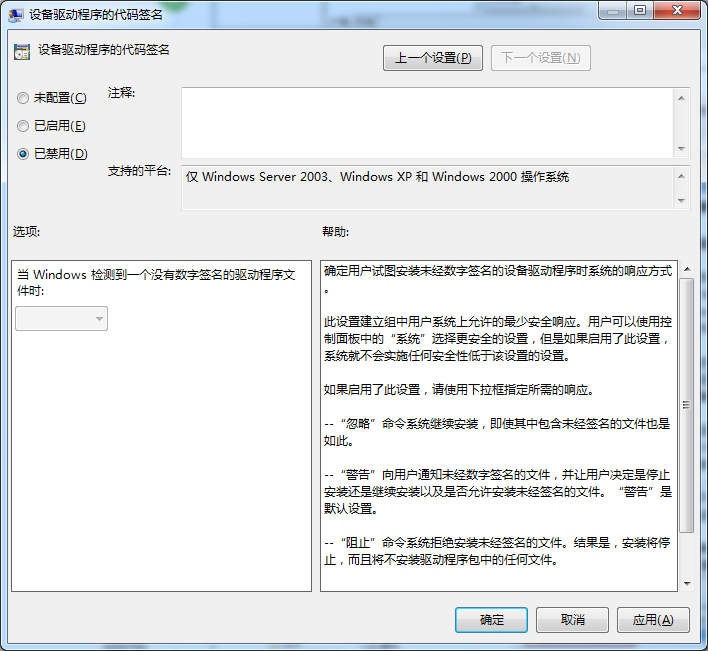 设备驱动程序的代码签名
设备驱动程序的代码签名
上一个设置(P)
下一个设置(N)
未配置(C)
注释:
已启用(E)
已禁用(D)
支持的平台:
仅 Windows Server 2003、Windows XP 和 Windows 2000 操作系统
选项:
帮助:
当 Windows 检测到一个没有数字签名的驱动程序文
件时:
确定用户试图安装未经数字签名的设备驱动程序时系统的响应方式
。
此设置建立组中用户系统上允许的最少安全响应。用户可以使用控
制面板中的“系统”选择更安全的设置，但是如果启用了此设置，
系统就不会实施任何安全性低于该设置的设置。
如果启用了此设置，请使用下拉框指定所需的响应。
--“忽略”命令系统继续安装，即使其中包含未经签名的文件也是
如此。
--“警告”向用户通知未经数字签名的文件，并让用户决定是停止
安装还是继续安装以及是否允许安装未经签名的文件。“警告”是
默认设置。
--“阻止”命令系统拒绝安装未经签名的文件。结果是，安装将停
止，而且将不安装驱动程序包中的任何文件。
确定
取消
应用(A)